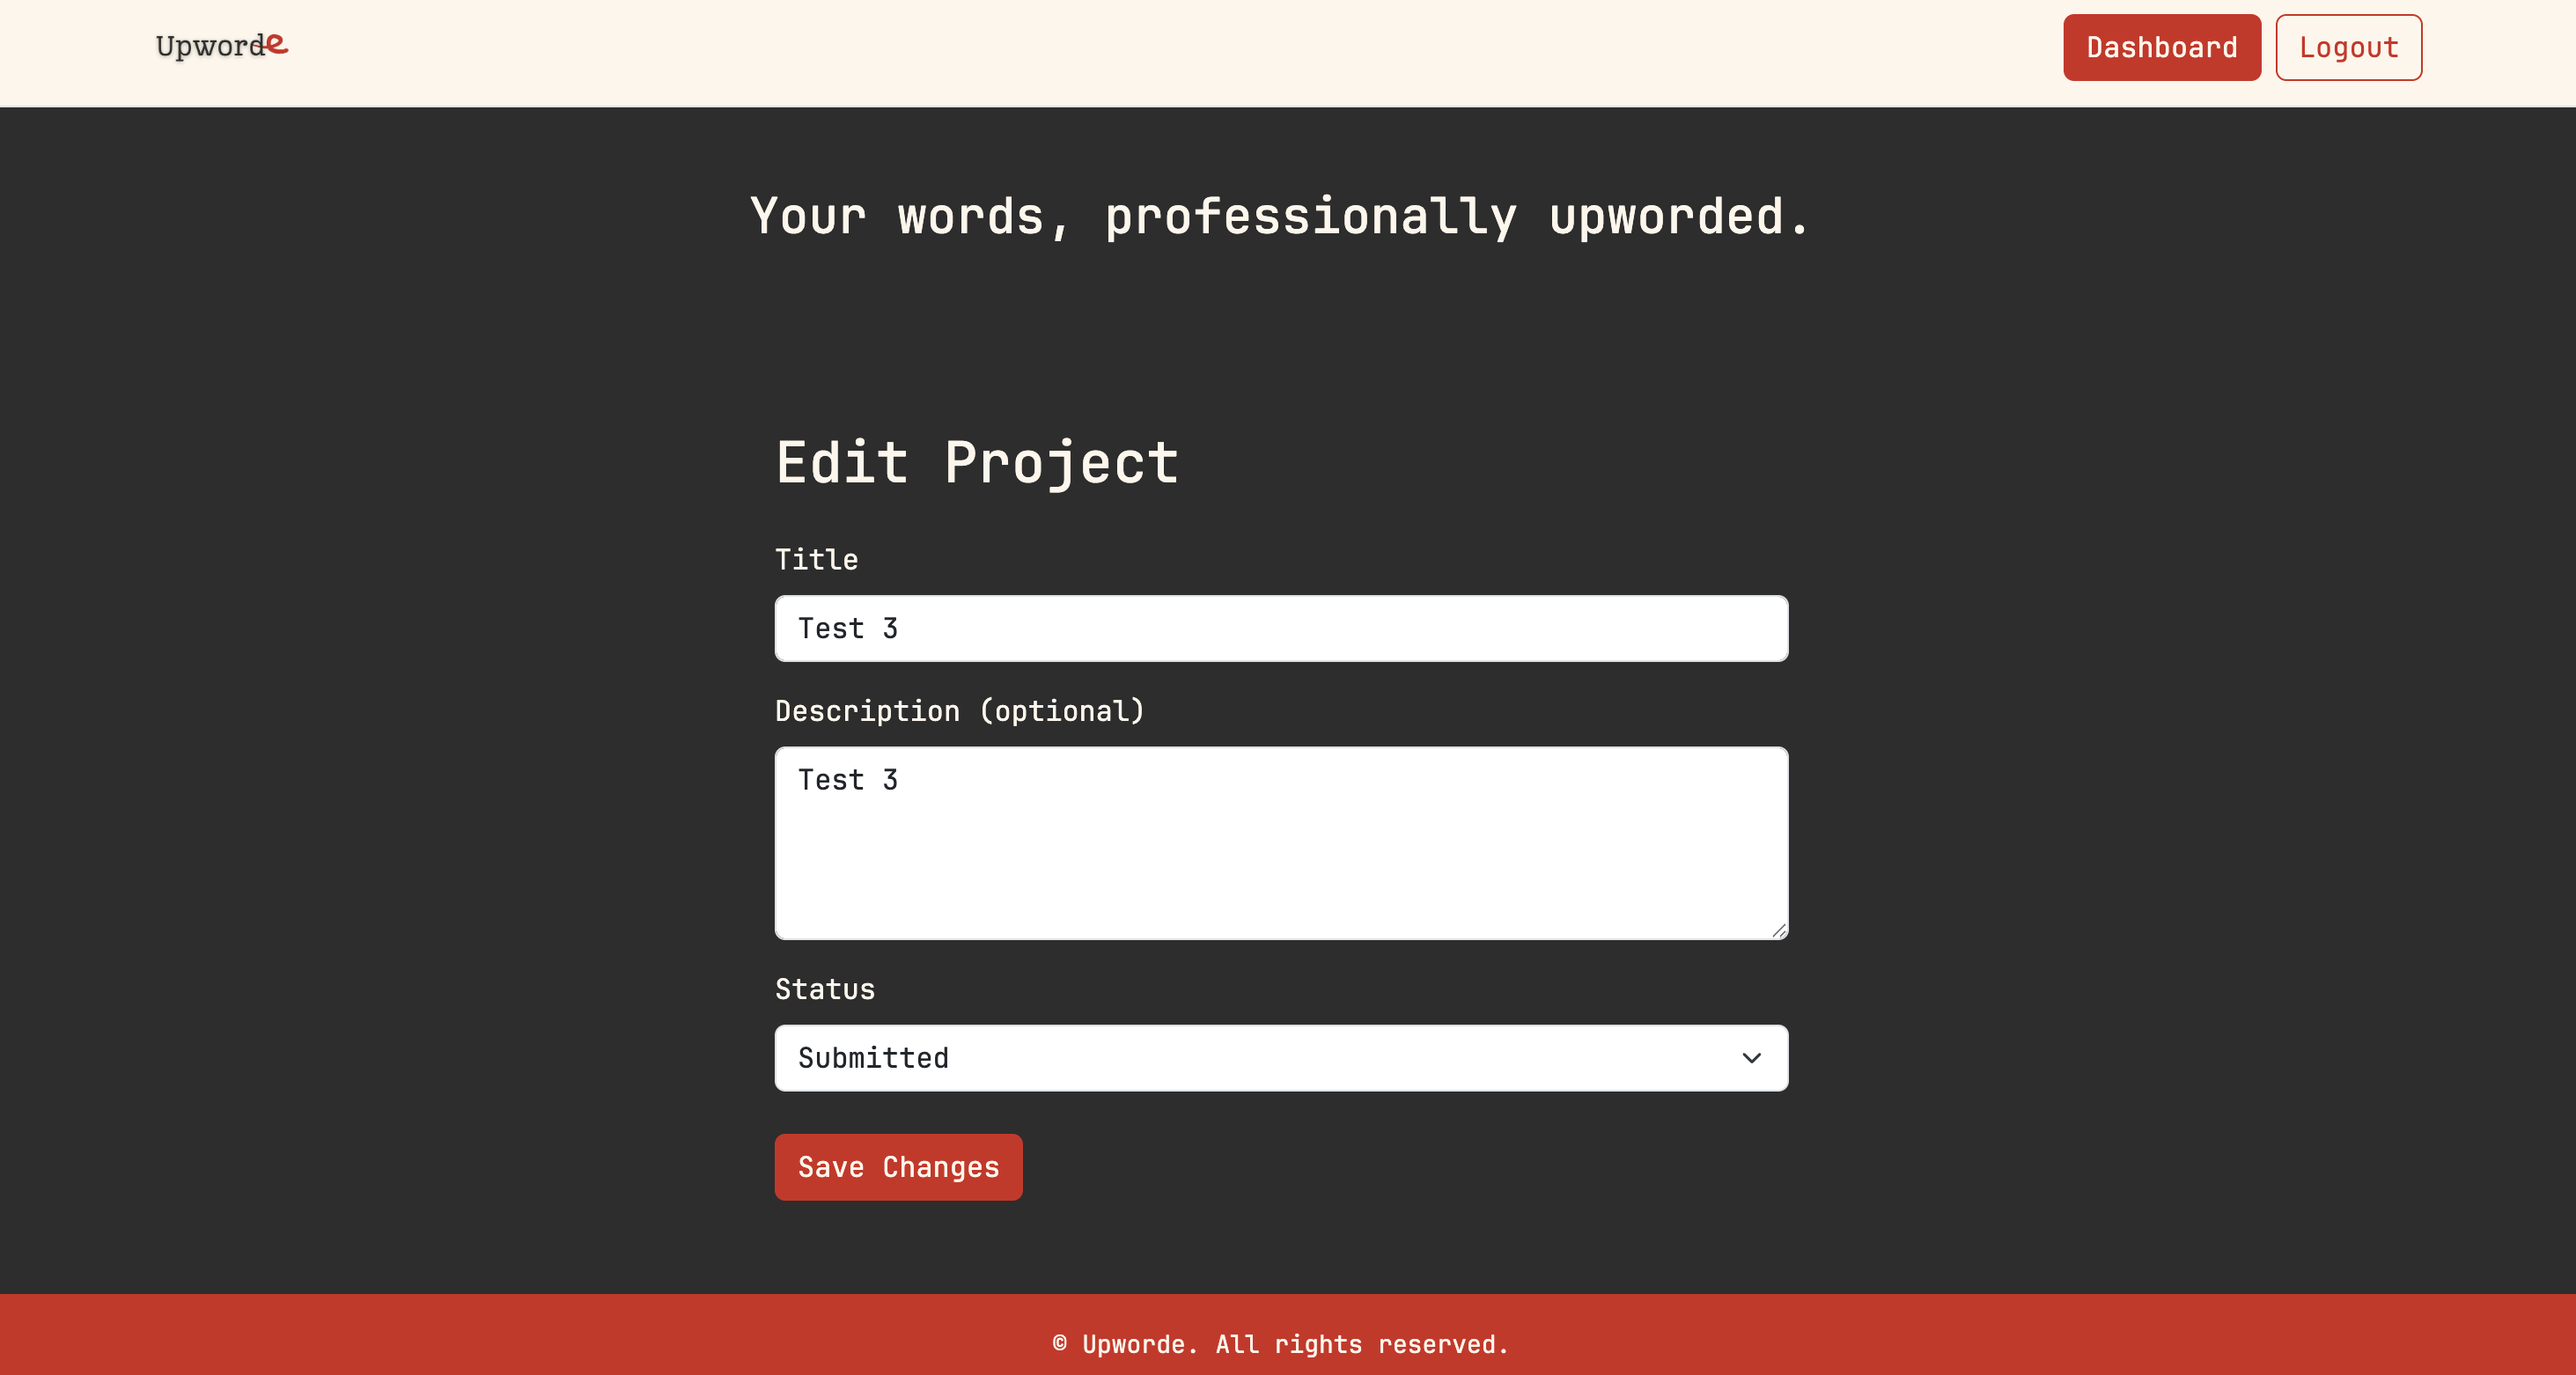 Upworde
Dashboard
Logout
Your words, professionally upworded.
Edit Project
Title
Test 3
Description (optional)
Test 3
Status
Submitted
Save Changes
© Upworde. All rights reserved.